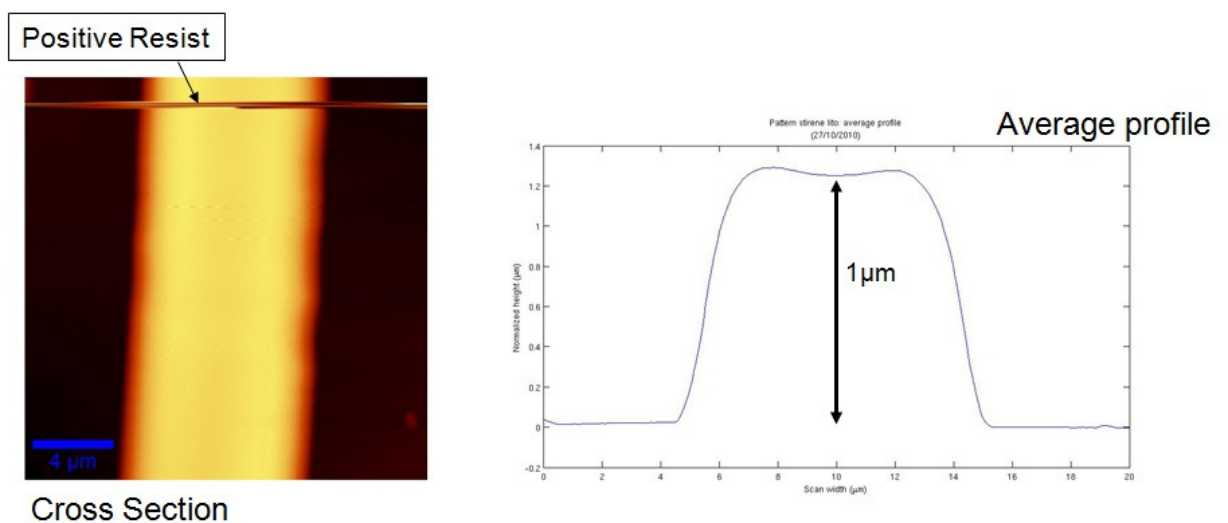 Positive Resist
4 µm
Cross Section
Average profile
Pattern stirene lito: average profile
(27/10/2010)
1.4
1.2
1
0.8
0.6
0.4
0.2
0
-0.2
Normalized height (µm)
1µm
0 2 4 6 8 10 12 14 16 18 20
Scan width (µm)